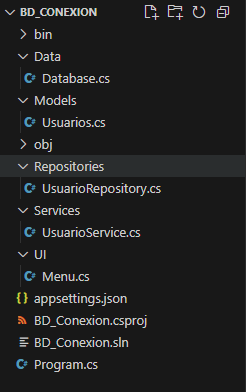 BD_CONEXION
bin
Data
Database.cs
Models
Usuarios.cs
obj
Repositories
UsuarioRepository.cs
Services
UsuarioService.cs
UI
Menu.cs
appsettings.json
BD_Conexion.csproj
BD_Conexion.sln
Program.cs